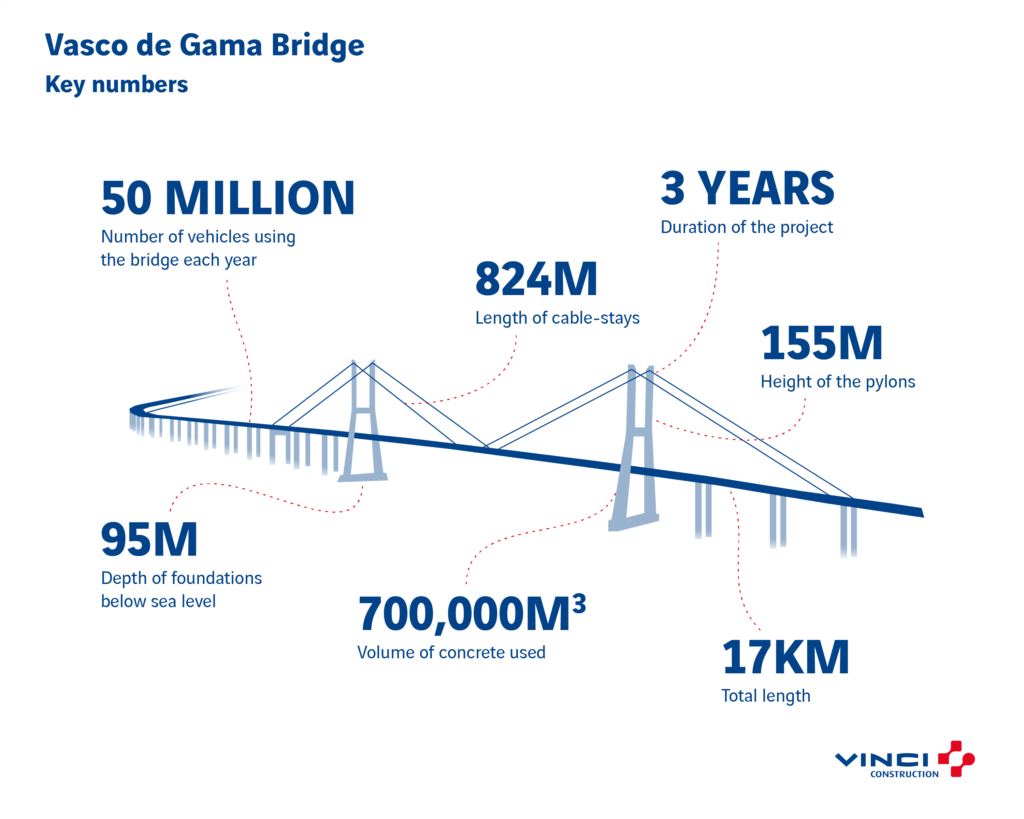 Vasco de Gama Bridge
Key numbers
50 MILLION
Number of vehicles using
the bridge each year
3 YEARS
Duration of the project
824M
Length of cable-stays
155M
Height of the pylons
95M
Depth of foundations
below sea level
700,000M³
Volume of concrete used
17KM
Total length
VINCI
CONSTRUCTION